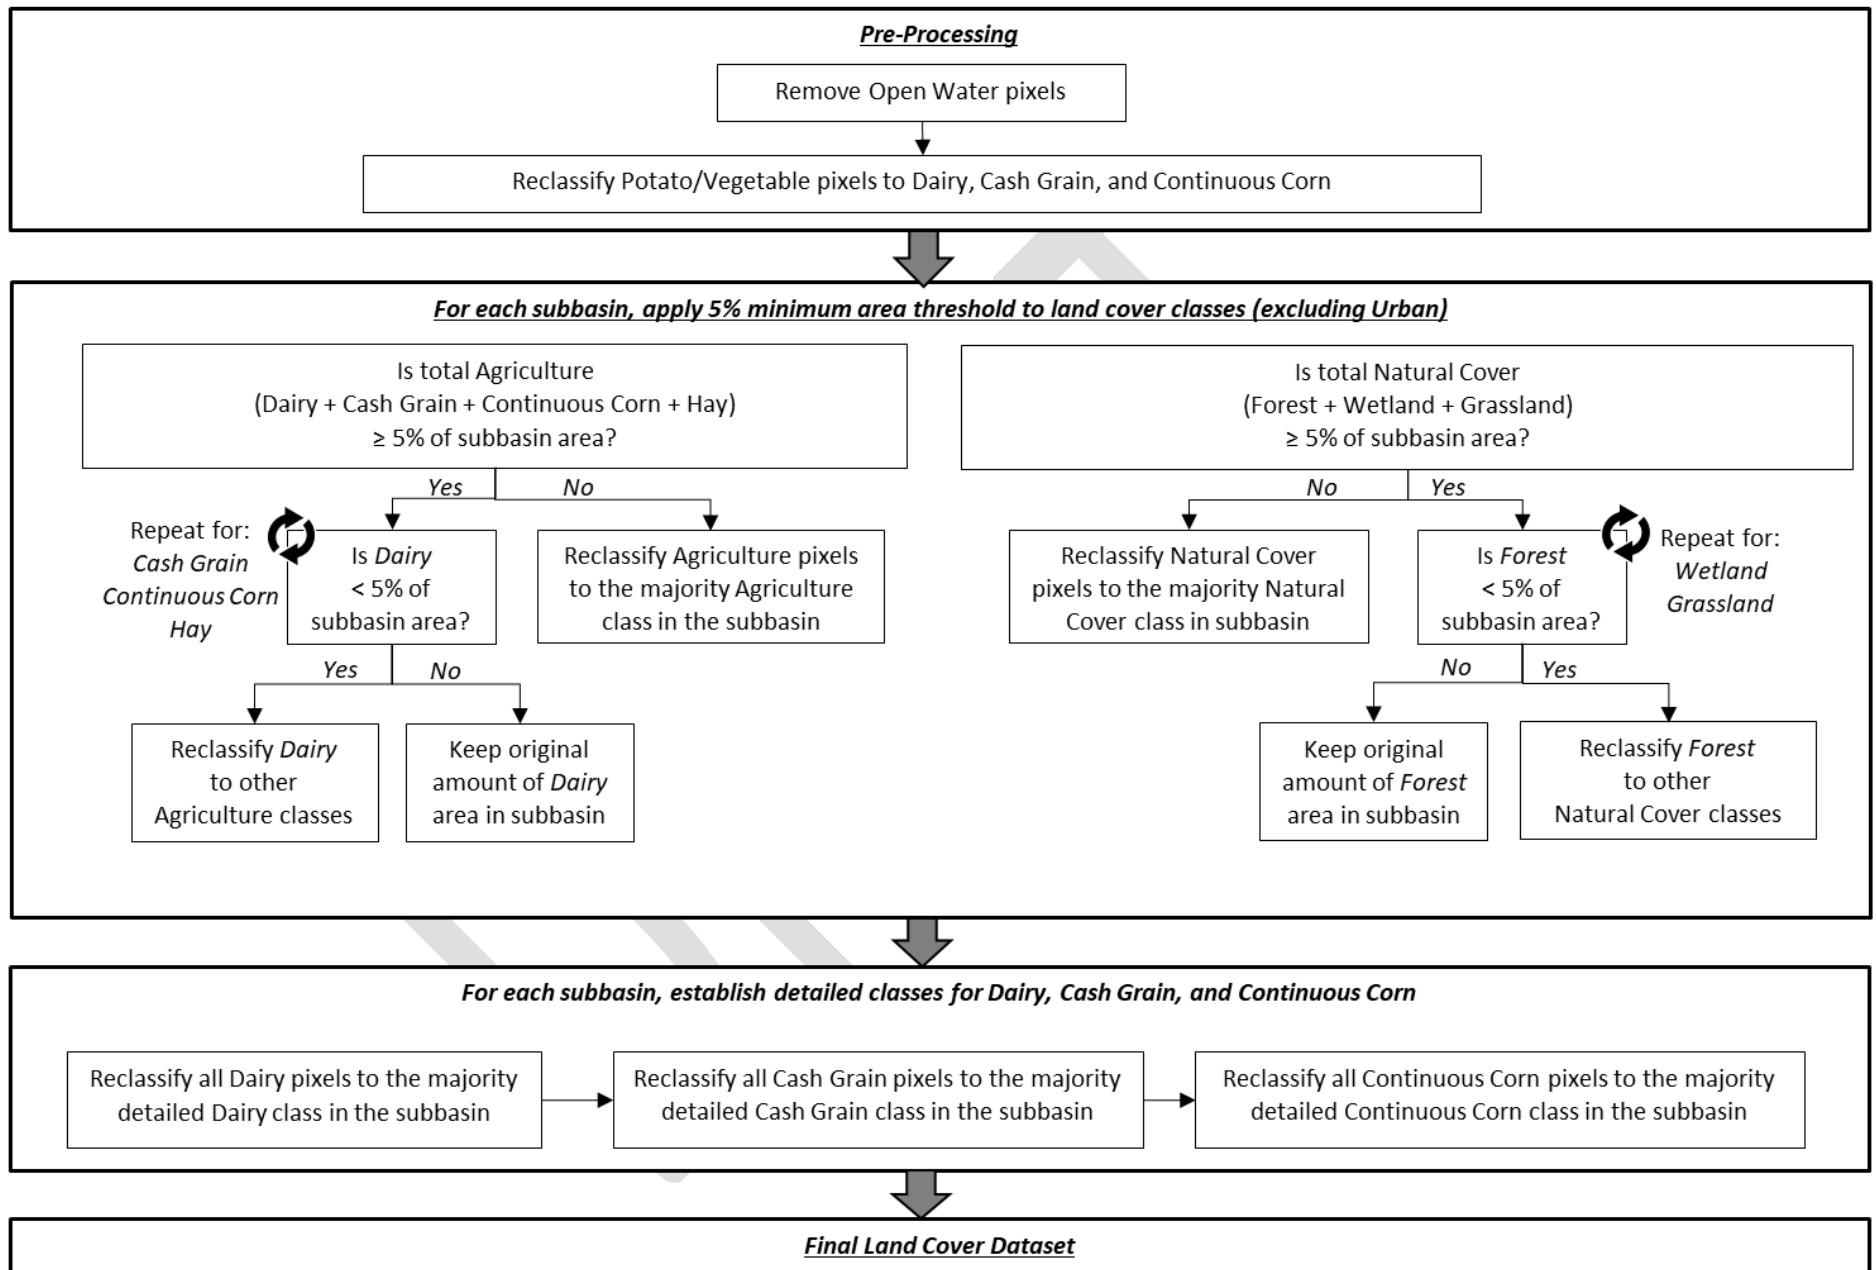 Pre-Processing
Remove Open Water pixels
Reclassify Potato/Vegetable pixels to Dairy, Cash Grain, and Continuous Corn
For each subbasin, apply 5% minimum area threshold to land cover classes (excluding Urban)
Is total Agriculture
(Dairy + Cash Grain + Continuous Corn + Hay)
≥ 5% of subbasin area?
Yes
No
Repeat for:
Cash Grain
Continuous Corn
Hay
Is Dairy
< 5% of
subbasin area?
Reclassify Agriculture pixels
to the majority Agriculture
class in the subbasin
Yes
No
Reclassify Dairy
to other
Agriculture classes
Keep original
amount of Dairy
area in subbasin
Is total Natural Cover
(Forest + Wetland + Grassland)
≥ 5% of subbasin area?
No
Yes
Reclassify Natural Cover
pixels to the majority Natural
Cover class in subbasin
Is Forest
< 5% of
subbasin area?
Repeat for:
Wetland
Grassland
No
Yes
Keep original
amount of Forest
area in subbasin
Reclassify Forest
to other
Natural Cover classes
For each subbasin, establish detailed classes for Dairy, Cash Grain, and Continuous Corn
Reclassify all Dairy pixels to the majority
detailed Dairy class in the subbasin
Reclassify all Cash Grain pixels to the majority
detailed Cash Grain class in the subbasin
Reclassify all Continuous Corn pixels to the majority
detailed Continuous Corn class in the subbasin
Final Land Cover Dataset